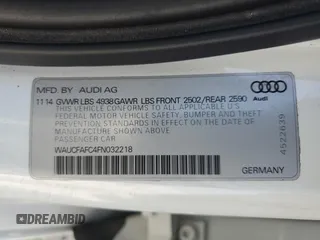 MFD. BY AUDI AG
Audi
11 14 GVWR LBS 4938GAWR LBS FRONT 2502/REAR 2590
THIS VEHICLE CONFORMS TO ALL APPLICABLE U.S.
FEDERAL MOTOR VEHICLE SAFETY, BUMPER AND THEFT
PREVENTION STANDARDS IN EFFECT
ON THE DATE OF MANUFACTURE SHOWN ABOVE
PASSENGER CAR
WAUCFAFC4FN032218
GERMANY
4522639
DREAMBID